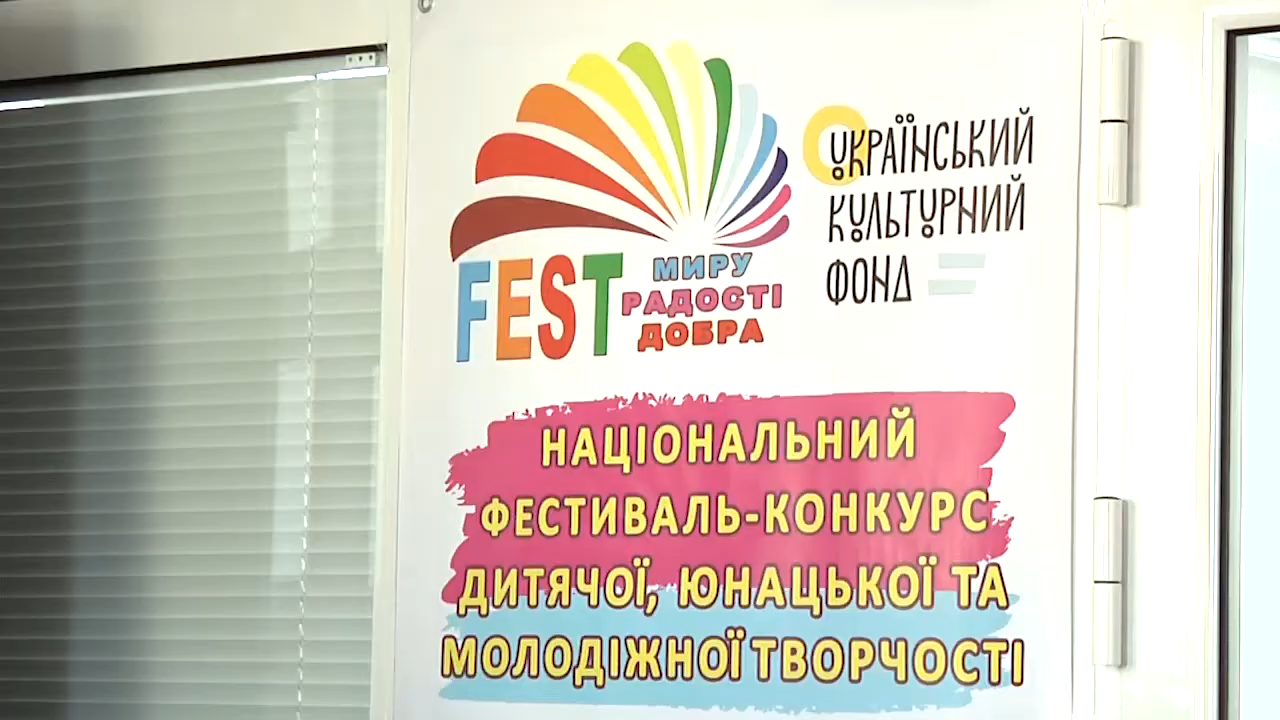 FEST
МИРУ
РАДОСТІ
ДОБРА
УКРАЇНСЬКИЙ
КУЛЬТУРНИЙ
ФОНД
НАЦІОНАЛЬНИЙ
ФЕСТИВАЛЬ-КОНКУРС
ДИТЯЧОЇ, ЮНАЦЬКОЇ ТА
МОЛОДІЖНОЇ ТВОРЧОСТІ